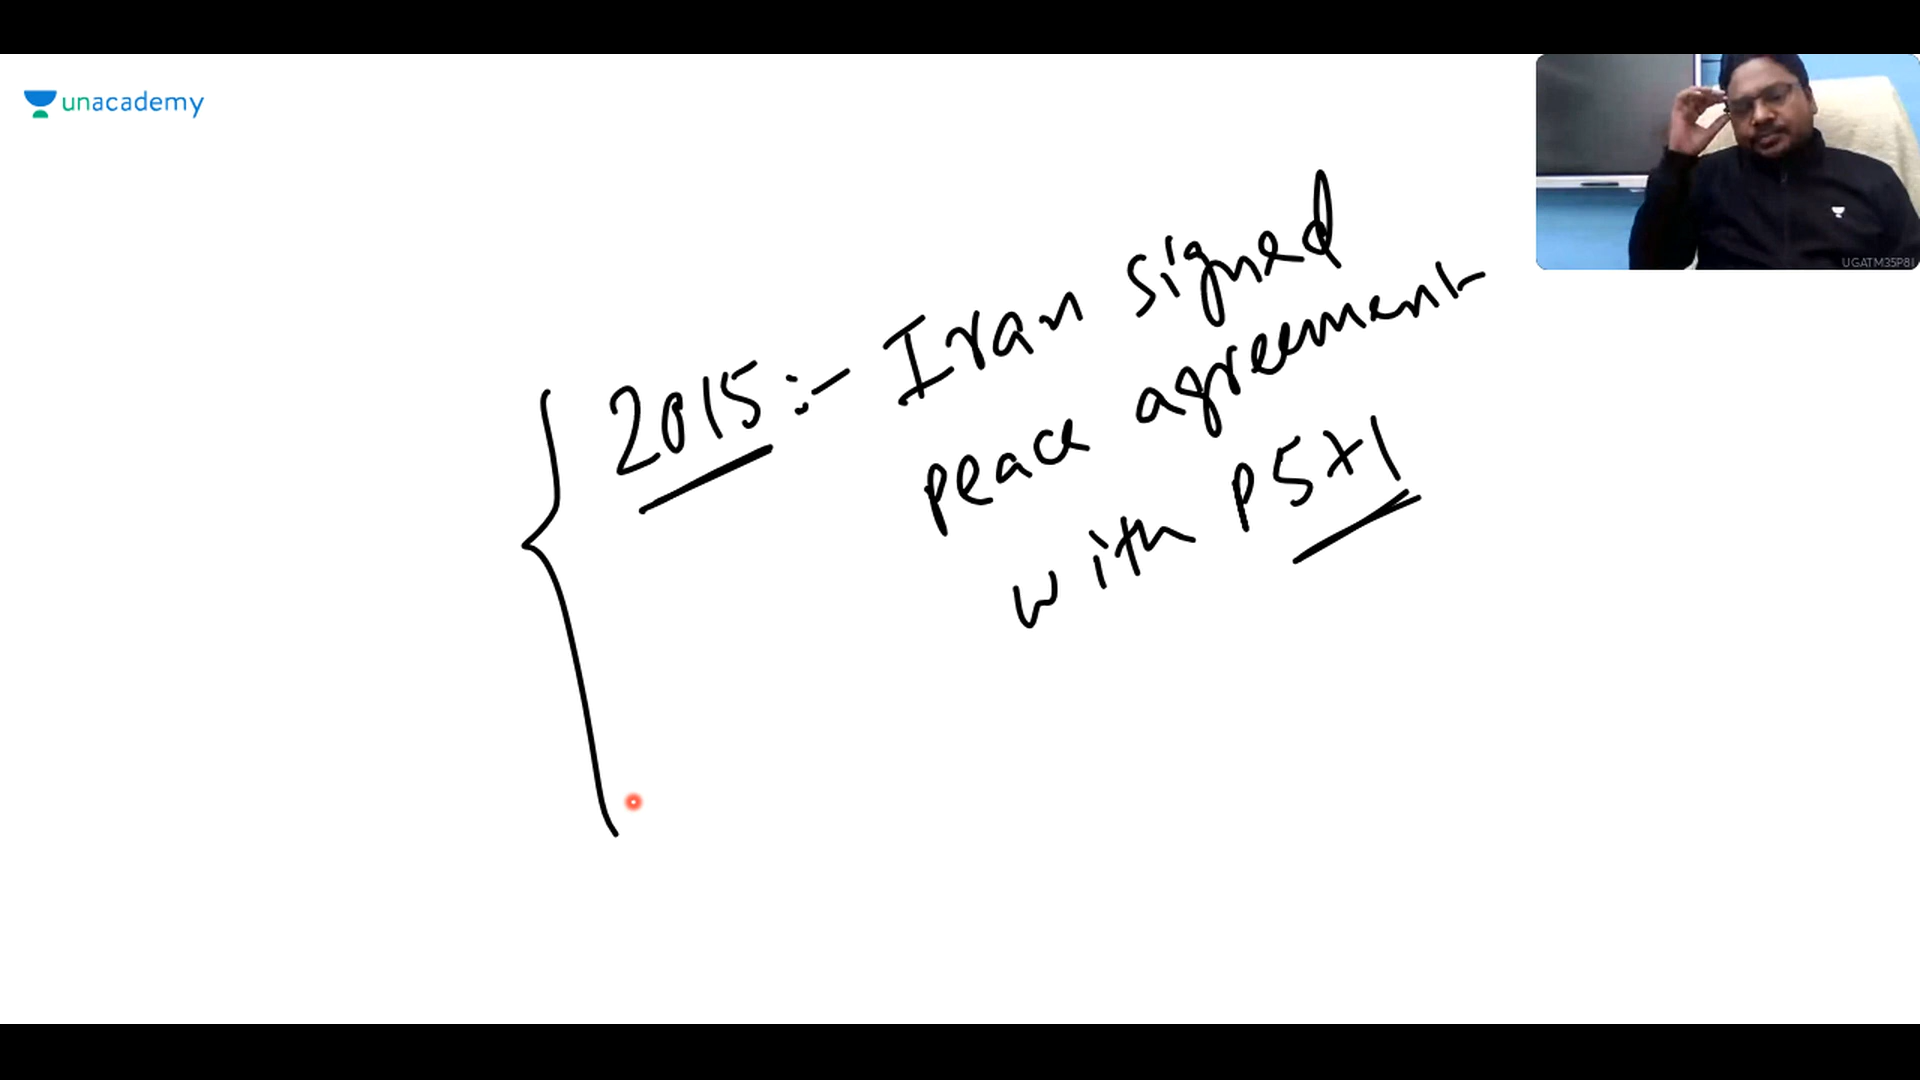 unacademy
UGATM35P8I
2015 :- Iran signed
peace agreement
with P5+1